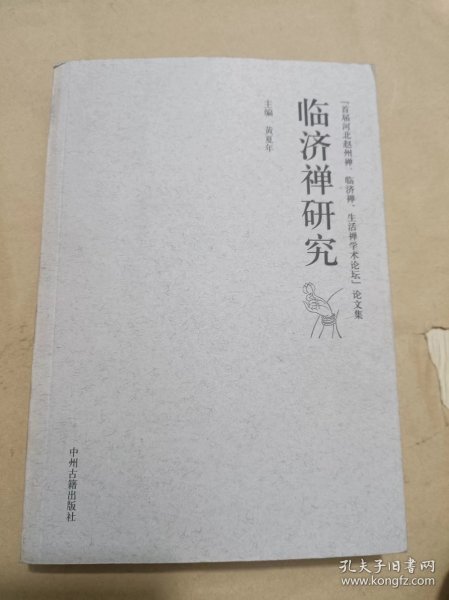 「首届河北赵州禅、临济禅、生活禅学术论坛」论文集
临济禅研究
主编 黄夏年
中州古籍出版社
孔夫子旧书网
www.kongfz.com